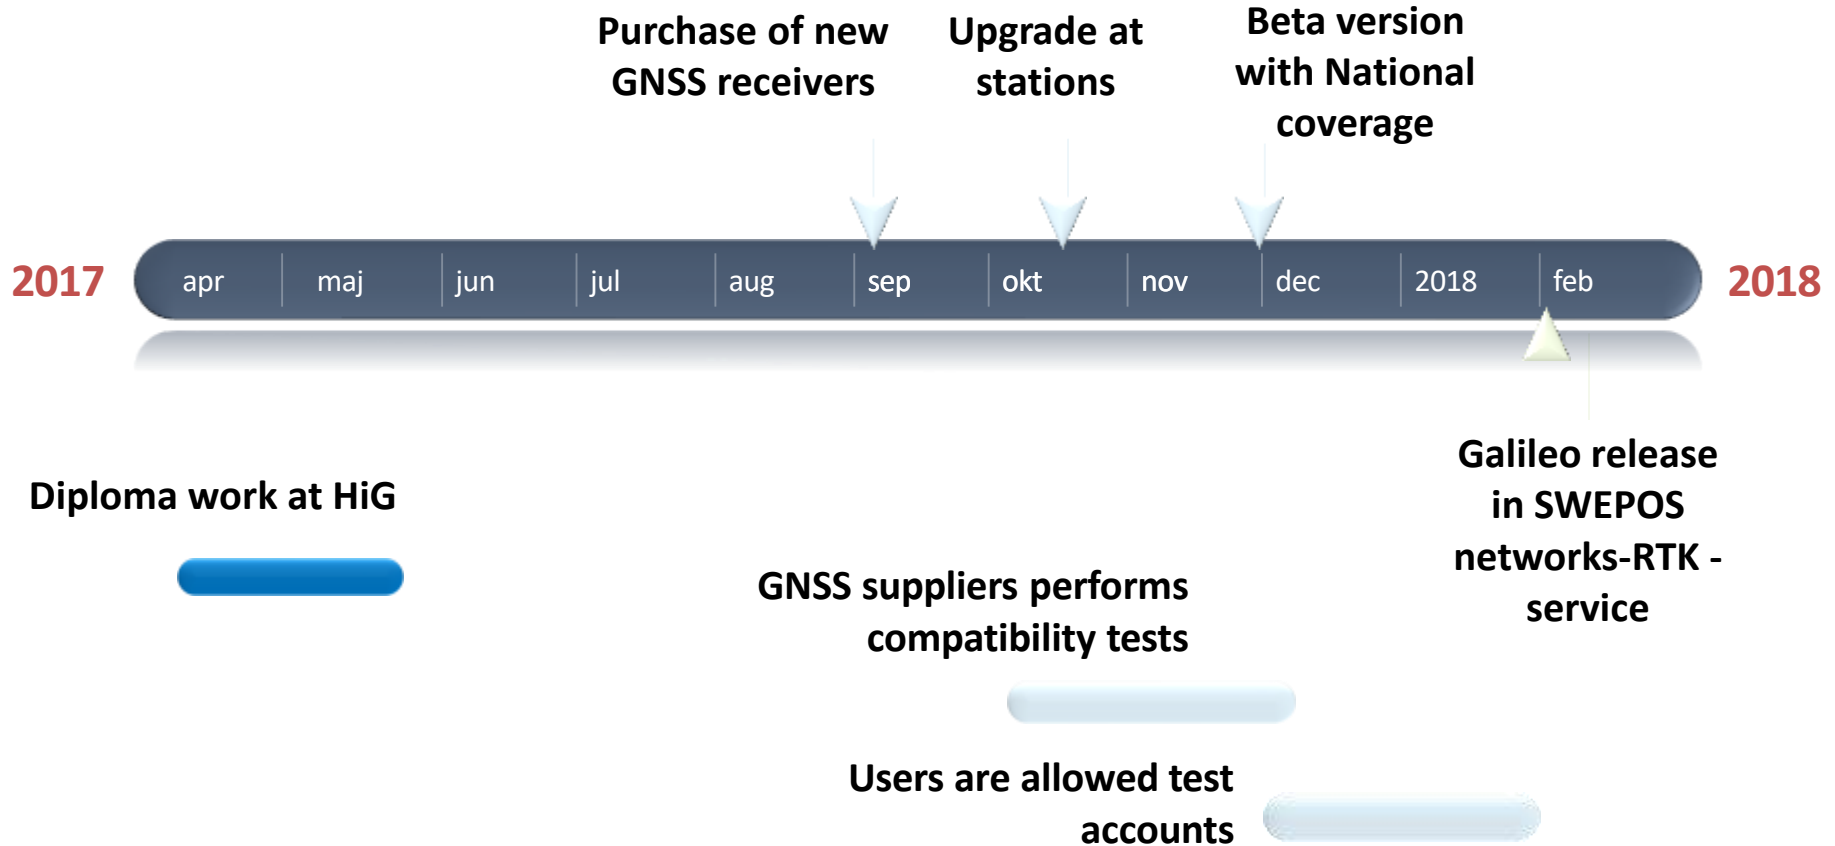 Purchase of new
GNSS receivers
Upgrade at
stations
Beta version
with National
coverage
2017
apr
maj
jun
jul
aug
sep
okt
nov
dec
2018
feb
2018
Diploma work at HiG
Galileo release
in SWEPOS
networks-RTK -
service
GNSS suppliers performs
compatibility tests
Users are allowed test
accounts